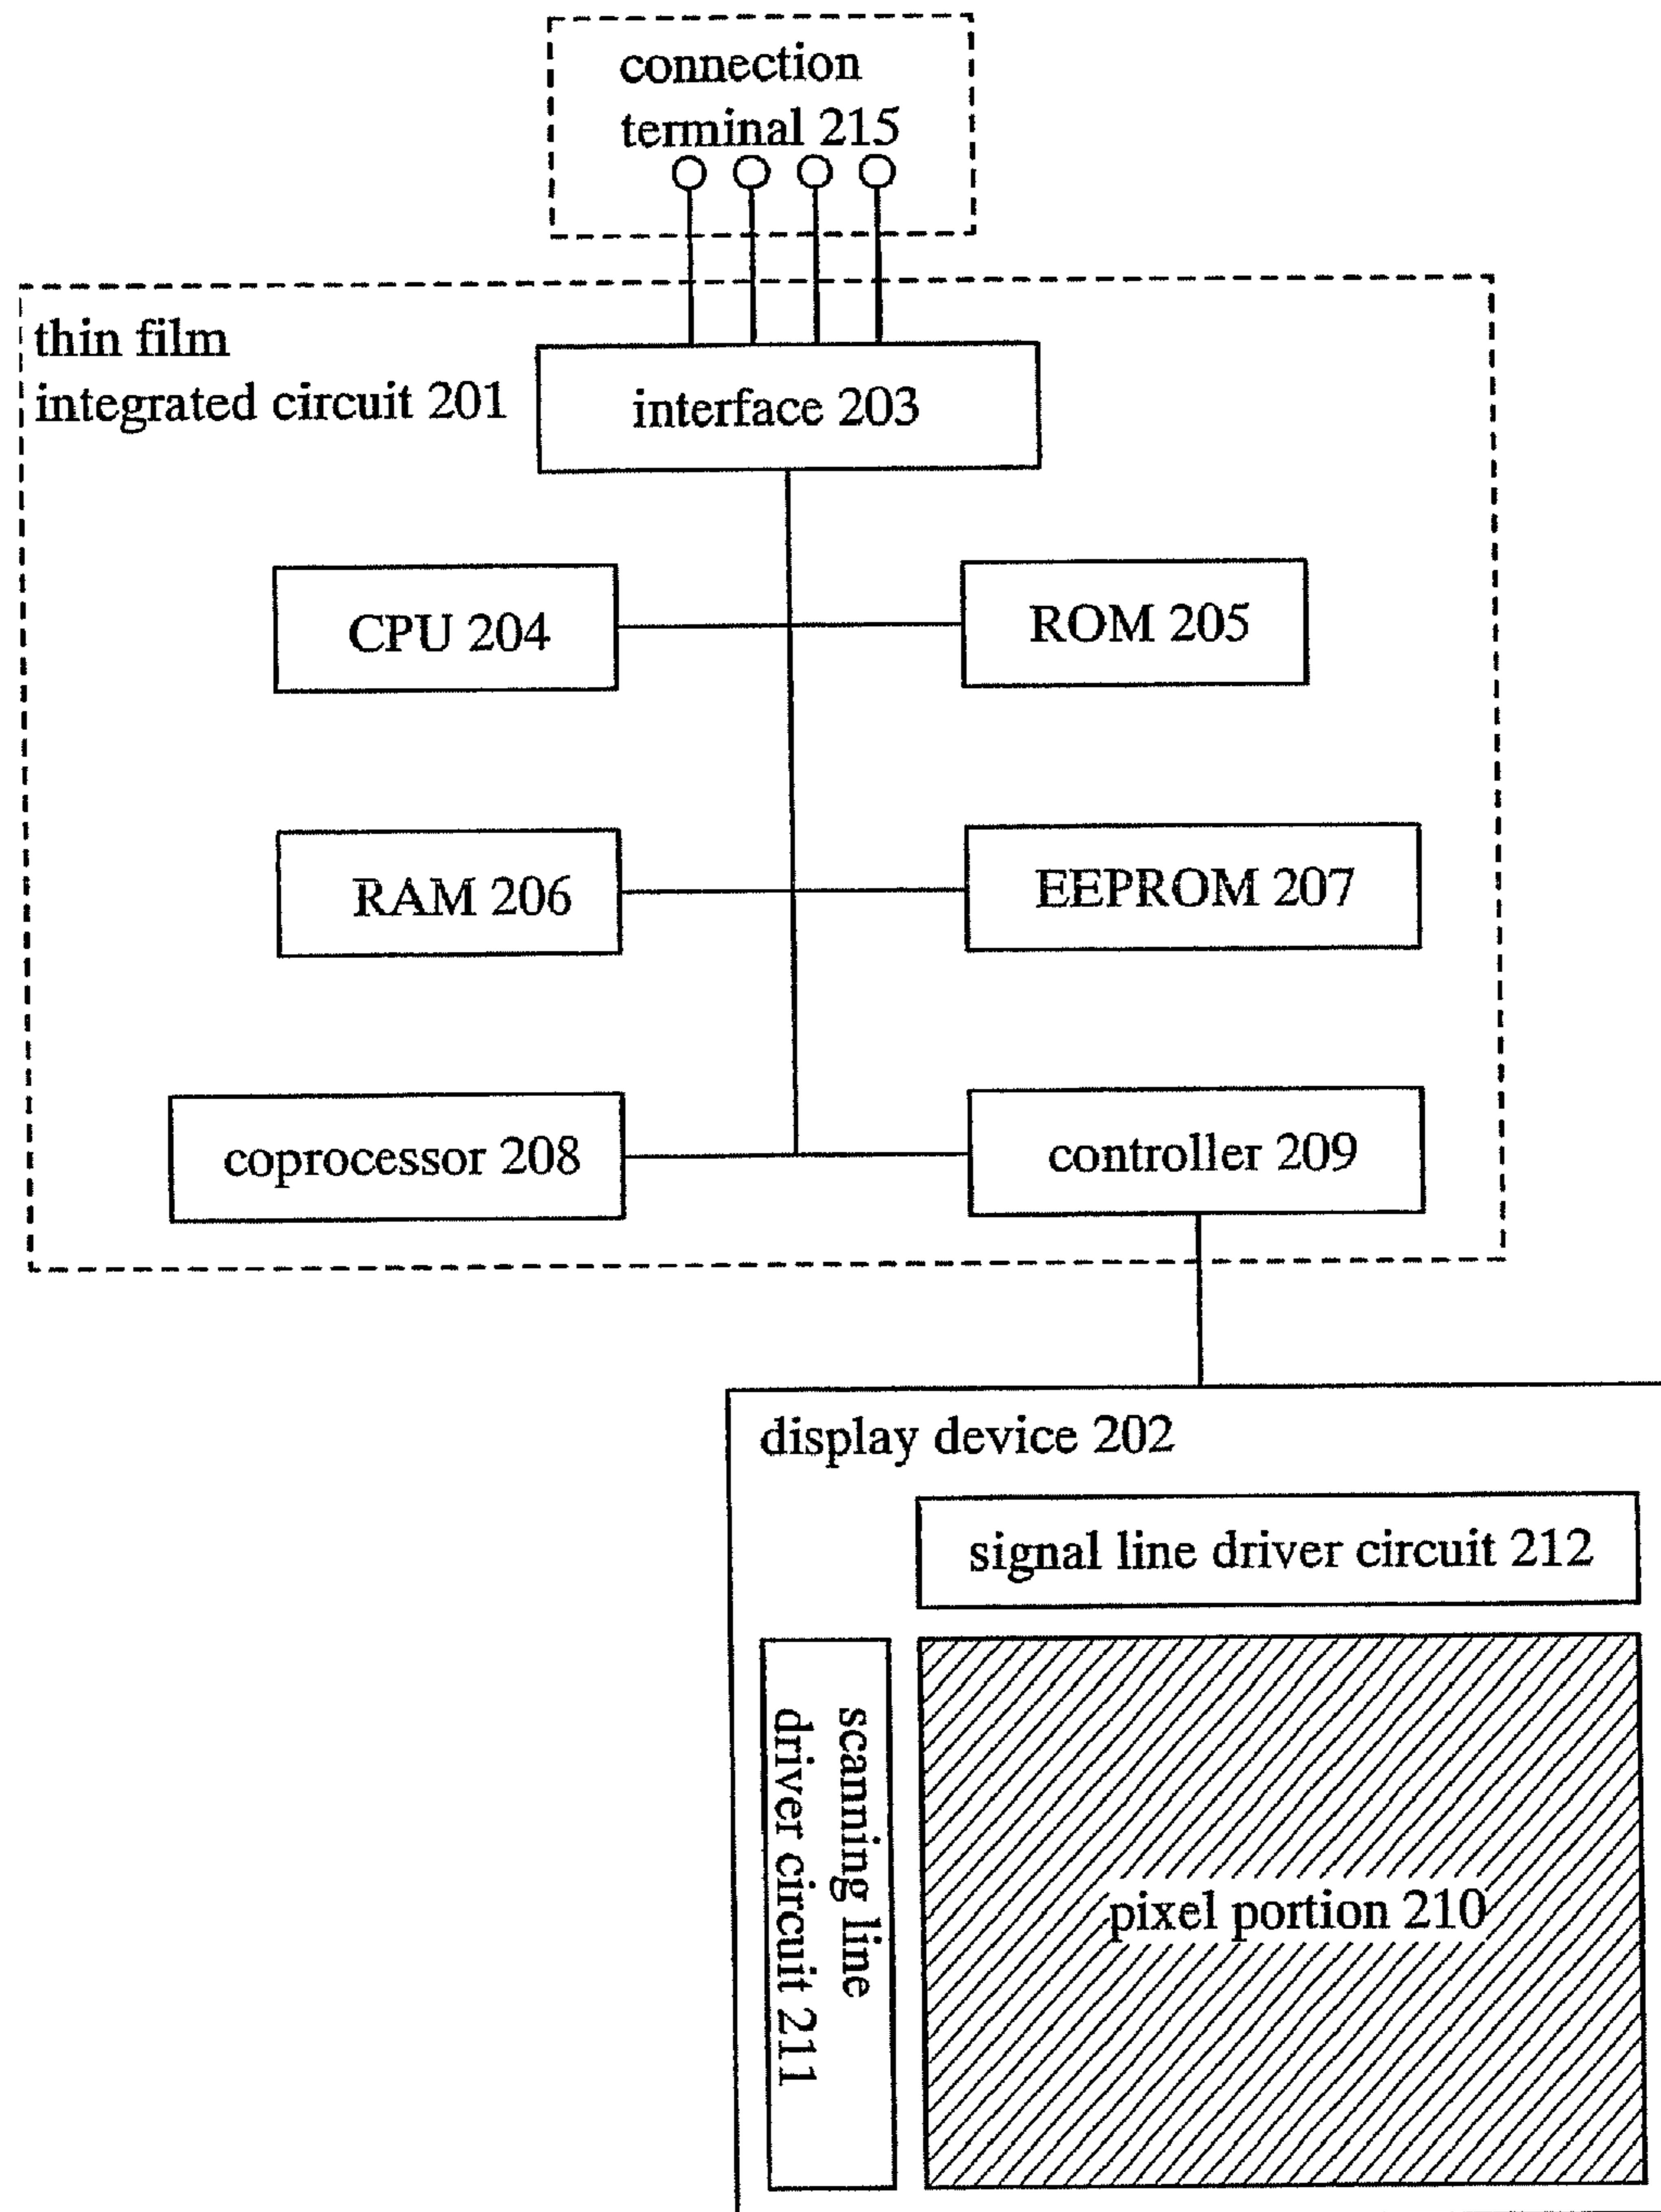 connection
terminal 215
thin film
integrated circuit 201
interface 203
CPU 204
ROM 205
RAM 206
EEPROM 207
coprocessor 208
controller 209
display device 202
signal line driver circuit 212
scanning line
driver circuit 211
pixel portion 210